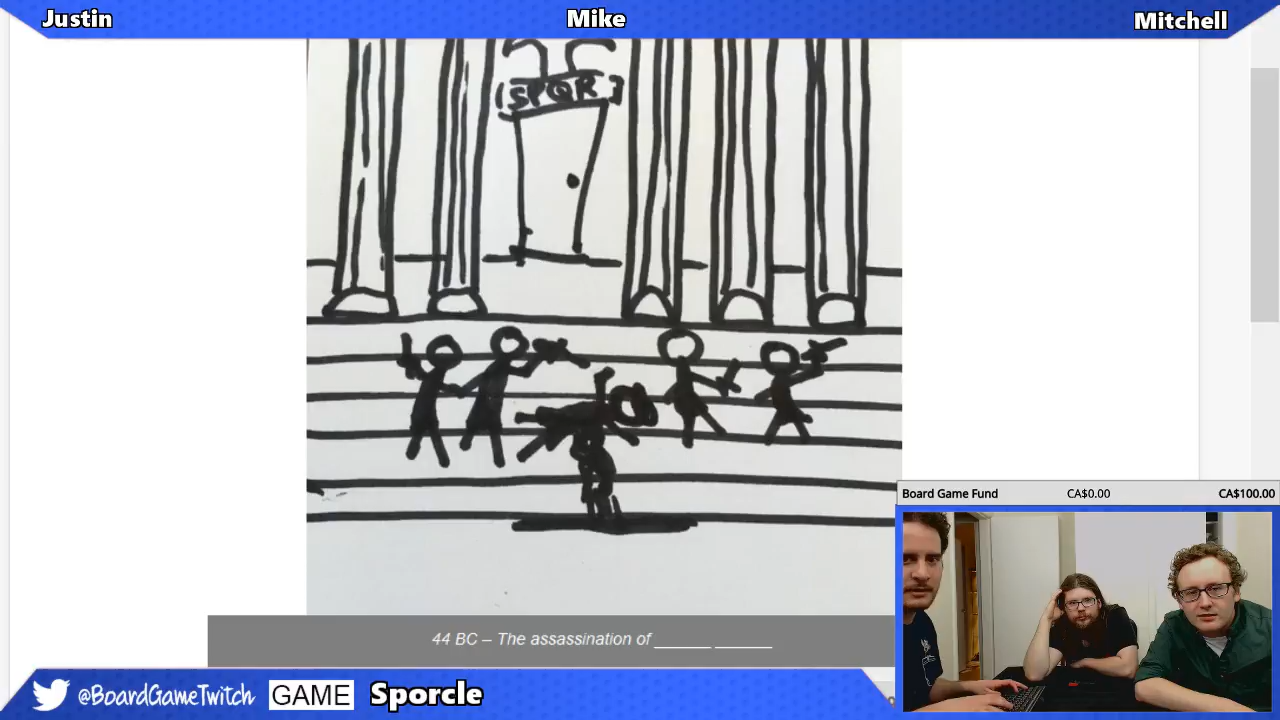 Justin
Mike
Mitchell
SPQR
Board Game Fund CA$0.00 CA$100.00
44 BC – The assassination of ______ ______
@BoardGameTwitch GAME Sporcle